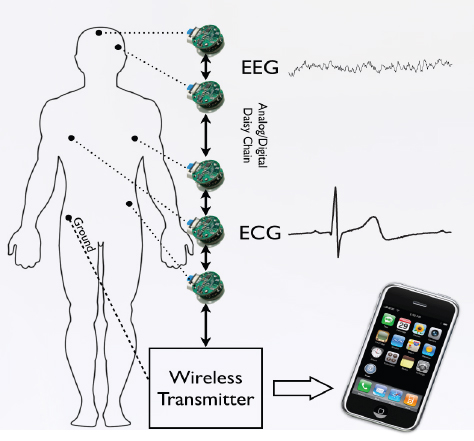 EEG
Analog/Digital
Daisy Chain
ECG
Ground
Wireless
Transmitter